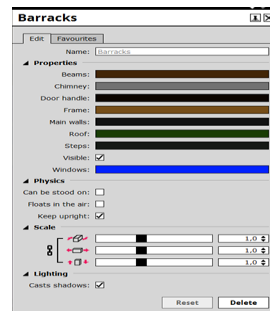 Barracks
Edit Favourites
Name: Barracks
Properties
Beams:
Chimney:
Door handle:
Frame:
Main walls:
Roof:
Steps:
Visible:
Windows:
Physics
Can be stood on:
Floats in the air:
Keep upright:
Scale
1,0
1,0
1,0
Lighting
Casts shadows:
Reset Delete